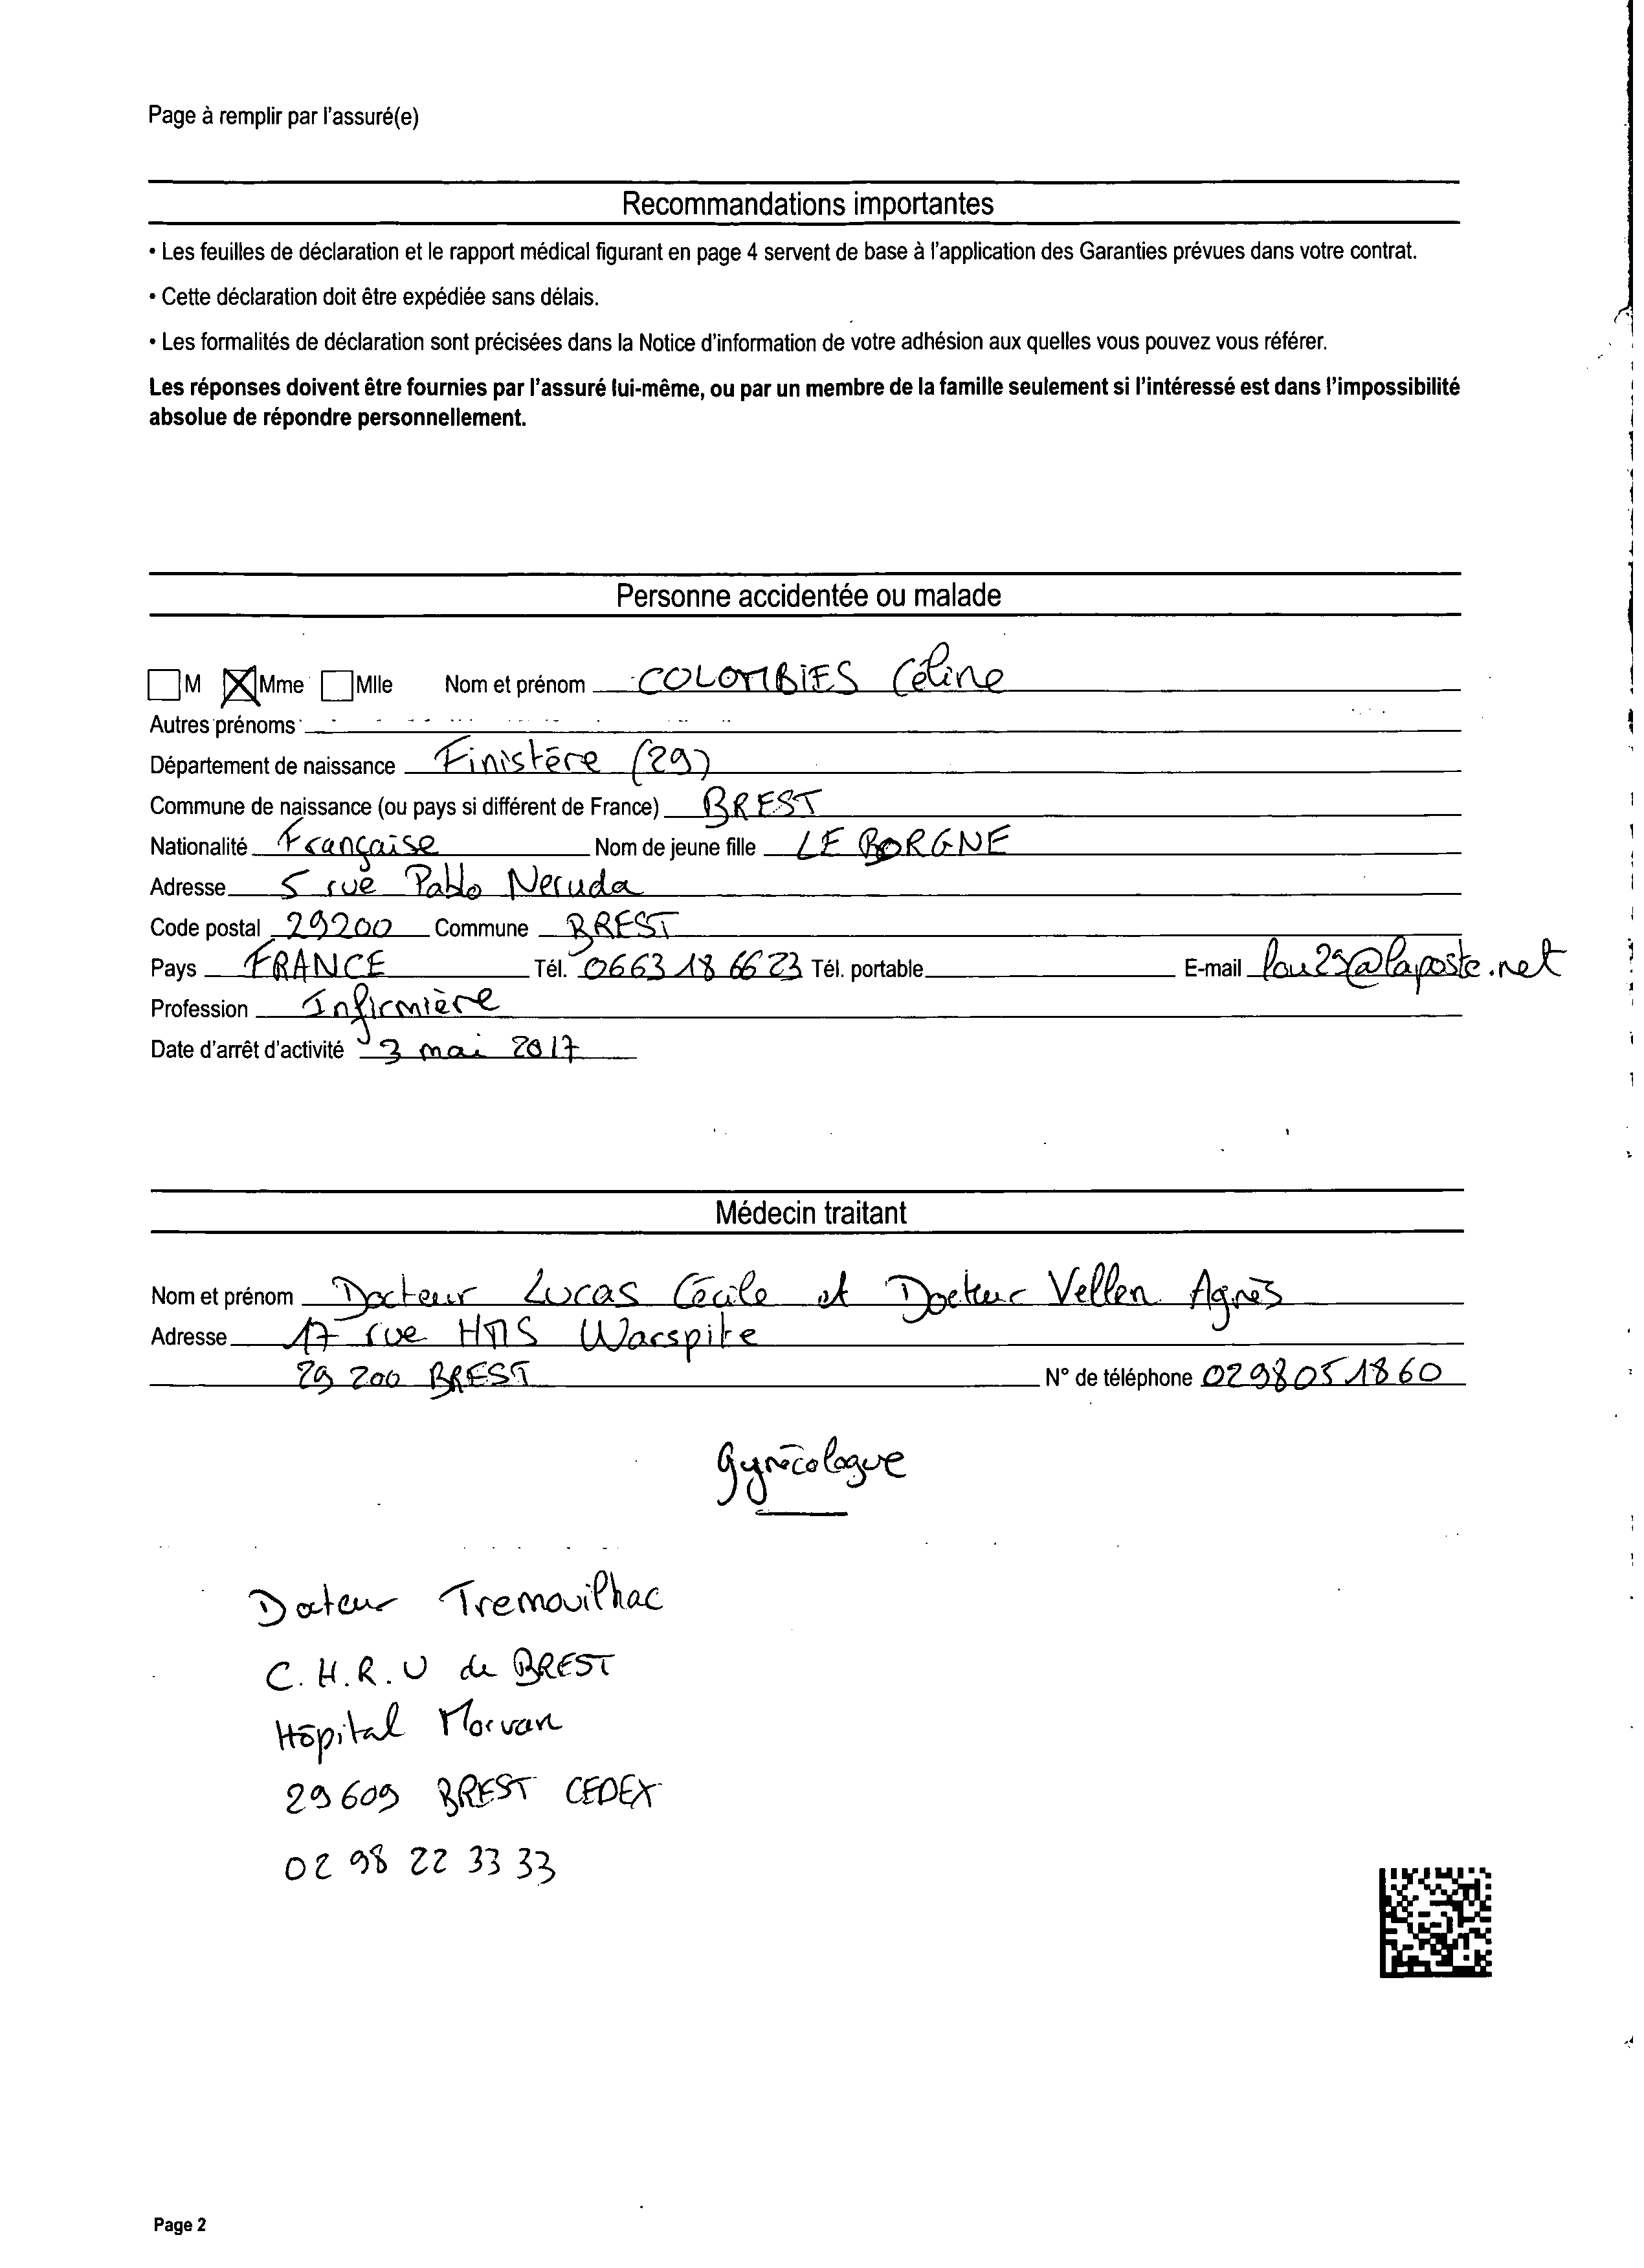 Page à remplir par l'assuré(e)
Recommandations importantes
• Les feuilles de déclaration et le rapport médical figurant en page 4 servent de base à l'application des Garanties prévues dans votre contrat.
• Cette déclaration doit être expédiée sans délais.
• Les formalités de déclaration sont précisées dans la Notice d'information de votre adhésion aux quelles vous pouvez vous référer.
Les réponses doivent être fournies par l'assuré lui-même, ou par un membre de la famille seulement si l'intéressé est dans l'impossibilité
absolue de répondre personnellement.
Personne accidentée ou malade
M Mme Mlle Nom et prénom COLOMBIES Céline
Autres prénoms
Département de naissance Finistère (29)
Commune de naissance (ou pays si différent de France) BREST
Nationalité Française Nom de jeune fille LE BORGNE
Adresse 5 rue Pablo Neruda
Code postal 29200 Commune BREST
Pays FRANCE Tél. 0663 18 66 23 Tél. portable E-mail lou29@laposte.net
Profession Infirmière
Date d'arrêt d'activité 3 mai 2017
Médecin traitant
Nom et prénom Docteur Lucas Cécile et Docteur Vellen Agnès
Adresse 17 rue HMS Warspite
29 200 BREST N° de téléphone 0298051860
Gynécologue
Docteur Tremouilhac
C.H.R.U de BREST
Hôpital Morvan
29609 BREST CEDEX
02 98 22 33 33
Page 2